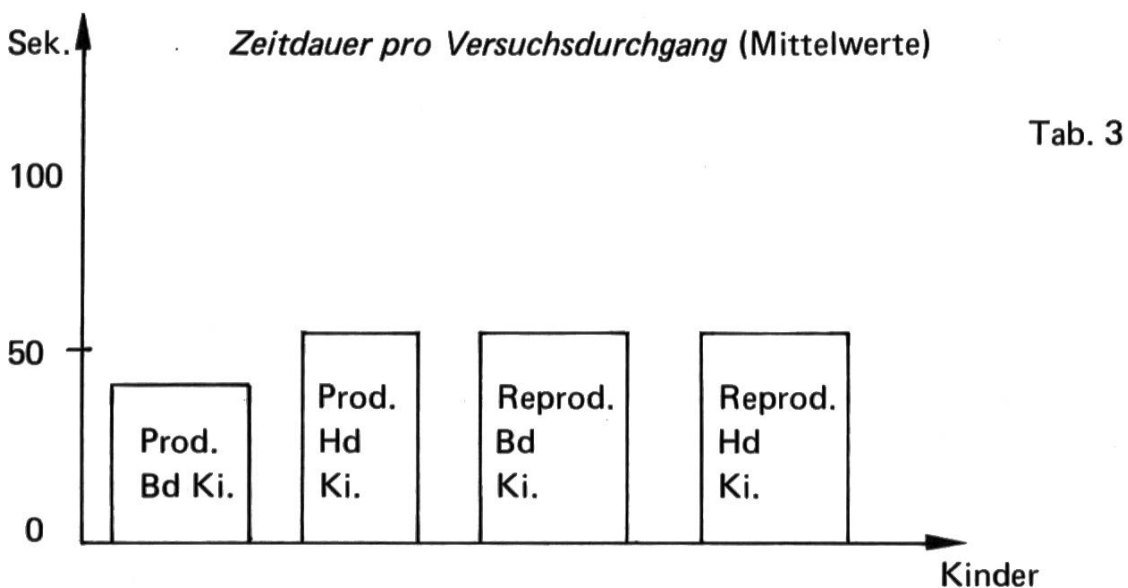 Sek.
Zeitdauer pro Versuchsdurchgang (Mittelwerte)
Tab. 3
100
50
0
Prod.
Bd Ki.
Prod.
Hd
Ki.
Reprod.
Bd
Ki.
Reprod.
Hd
Ki.
Kinder